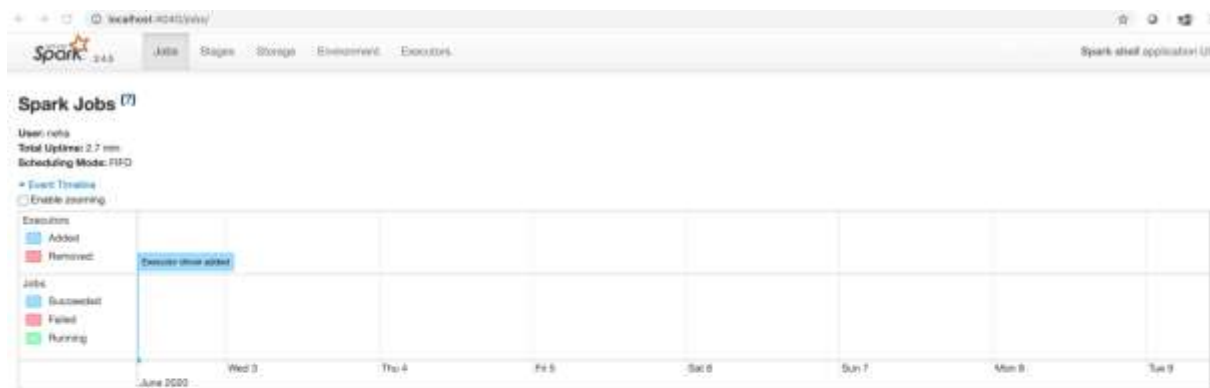 localhost:4040/jobs/
Spark 2.4.5 Jobs Stages Storage Environment Executors Spark shell application UI
Spark Jobs (?)
User: neha
Total Uptime: 2.7 min
Scheduling Mode: FIFO
Event Timeline
Enable zooming
Executors
Added
Removed
Executor driver added
Jobs
Succeeded
Failed
Running
Wed 3 Thu 4 Fri 5 Sat 6 Sun 7 Mon 8 Tue 9
June 2020